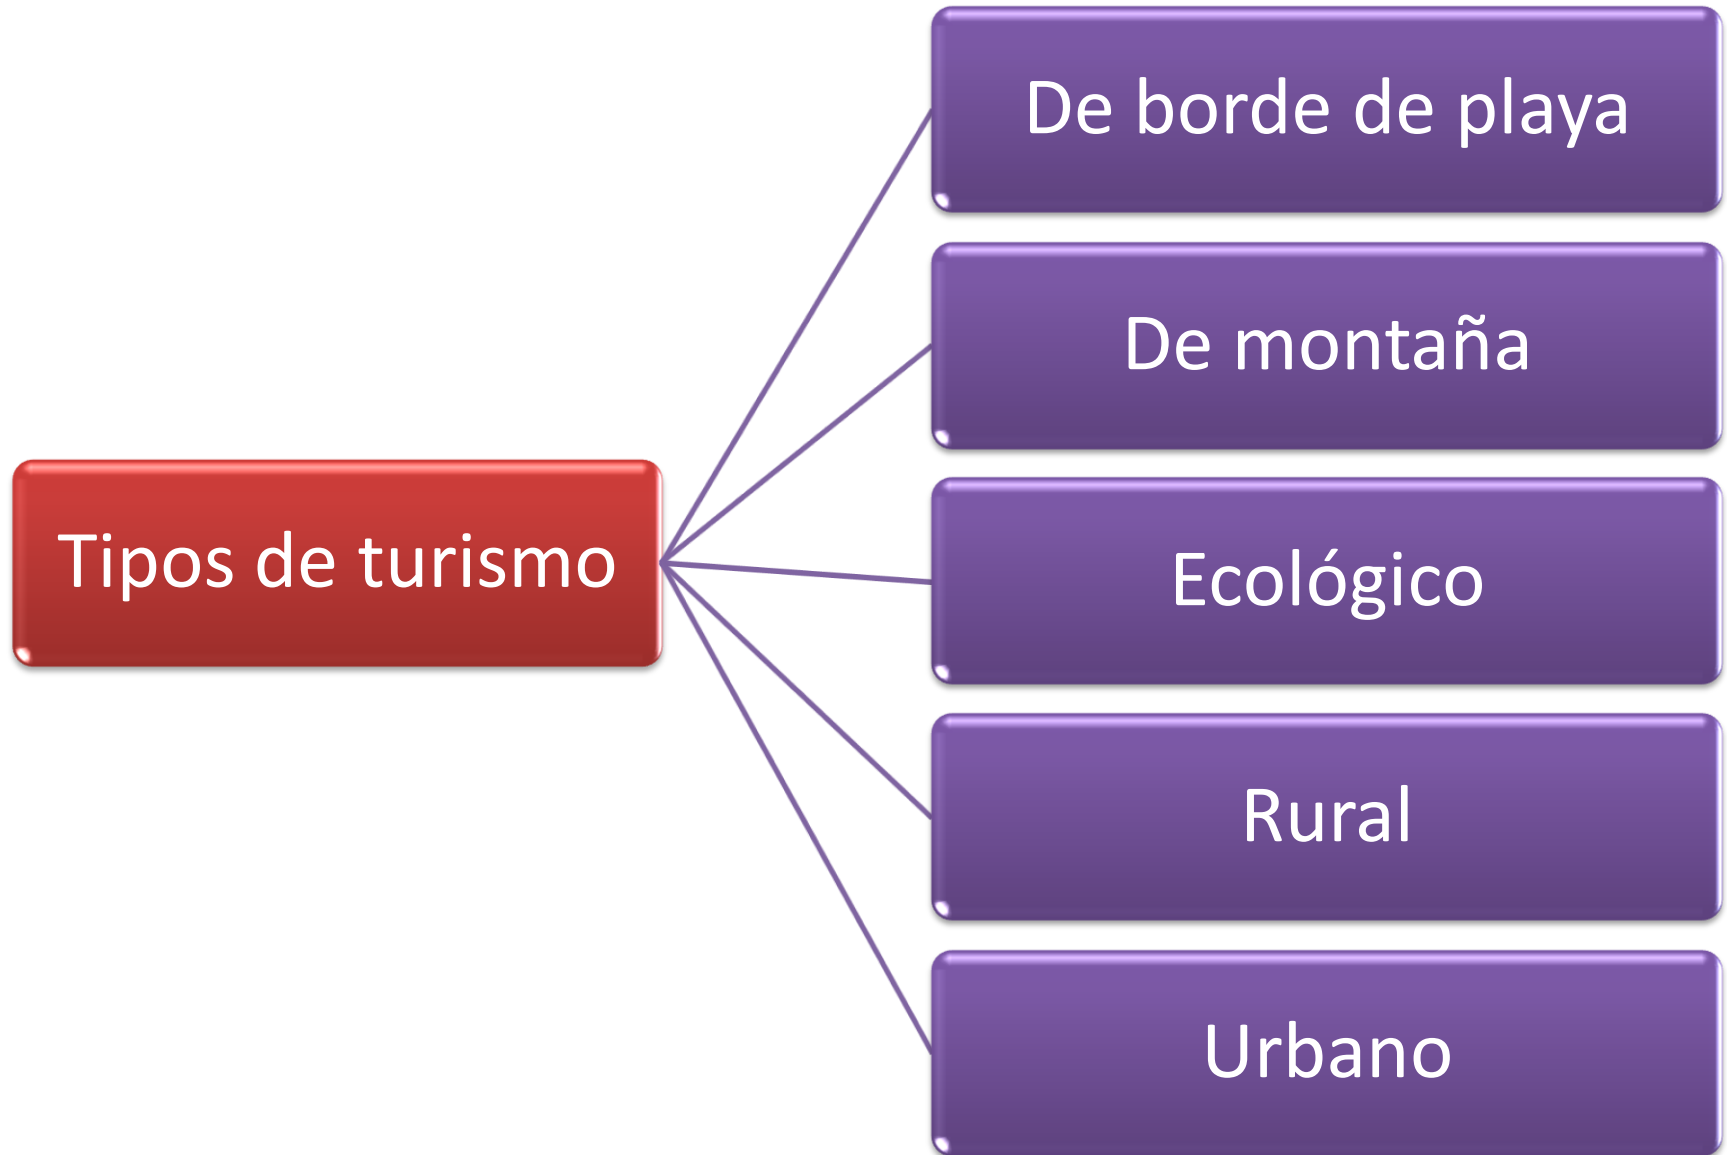 Tipos de turismo
De borde de playa
De montaña
Ecológico
Rural
Urbano